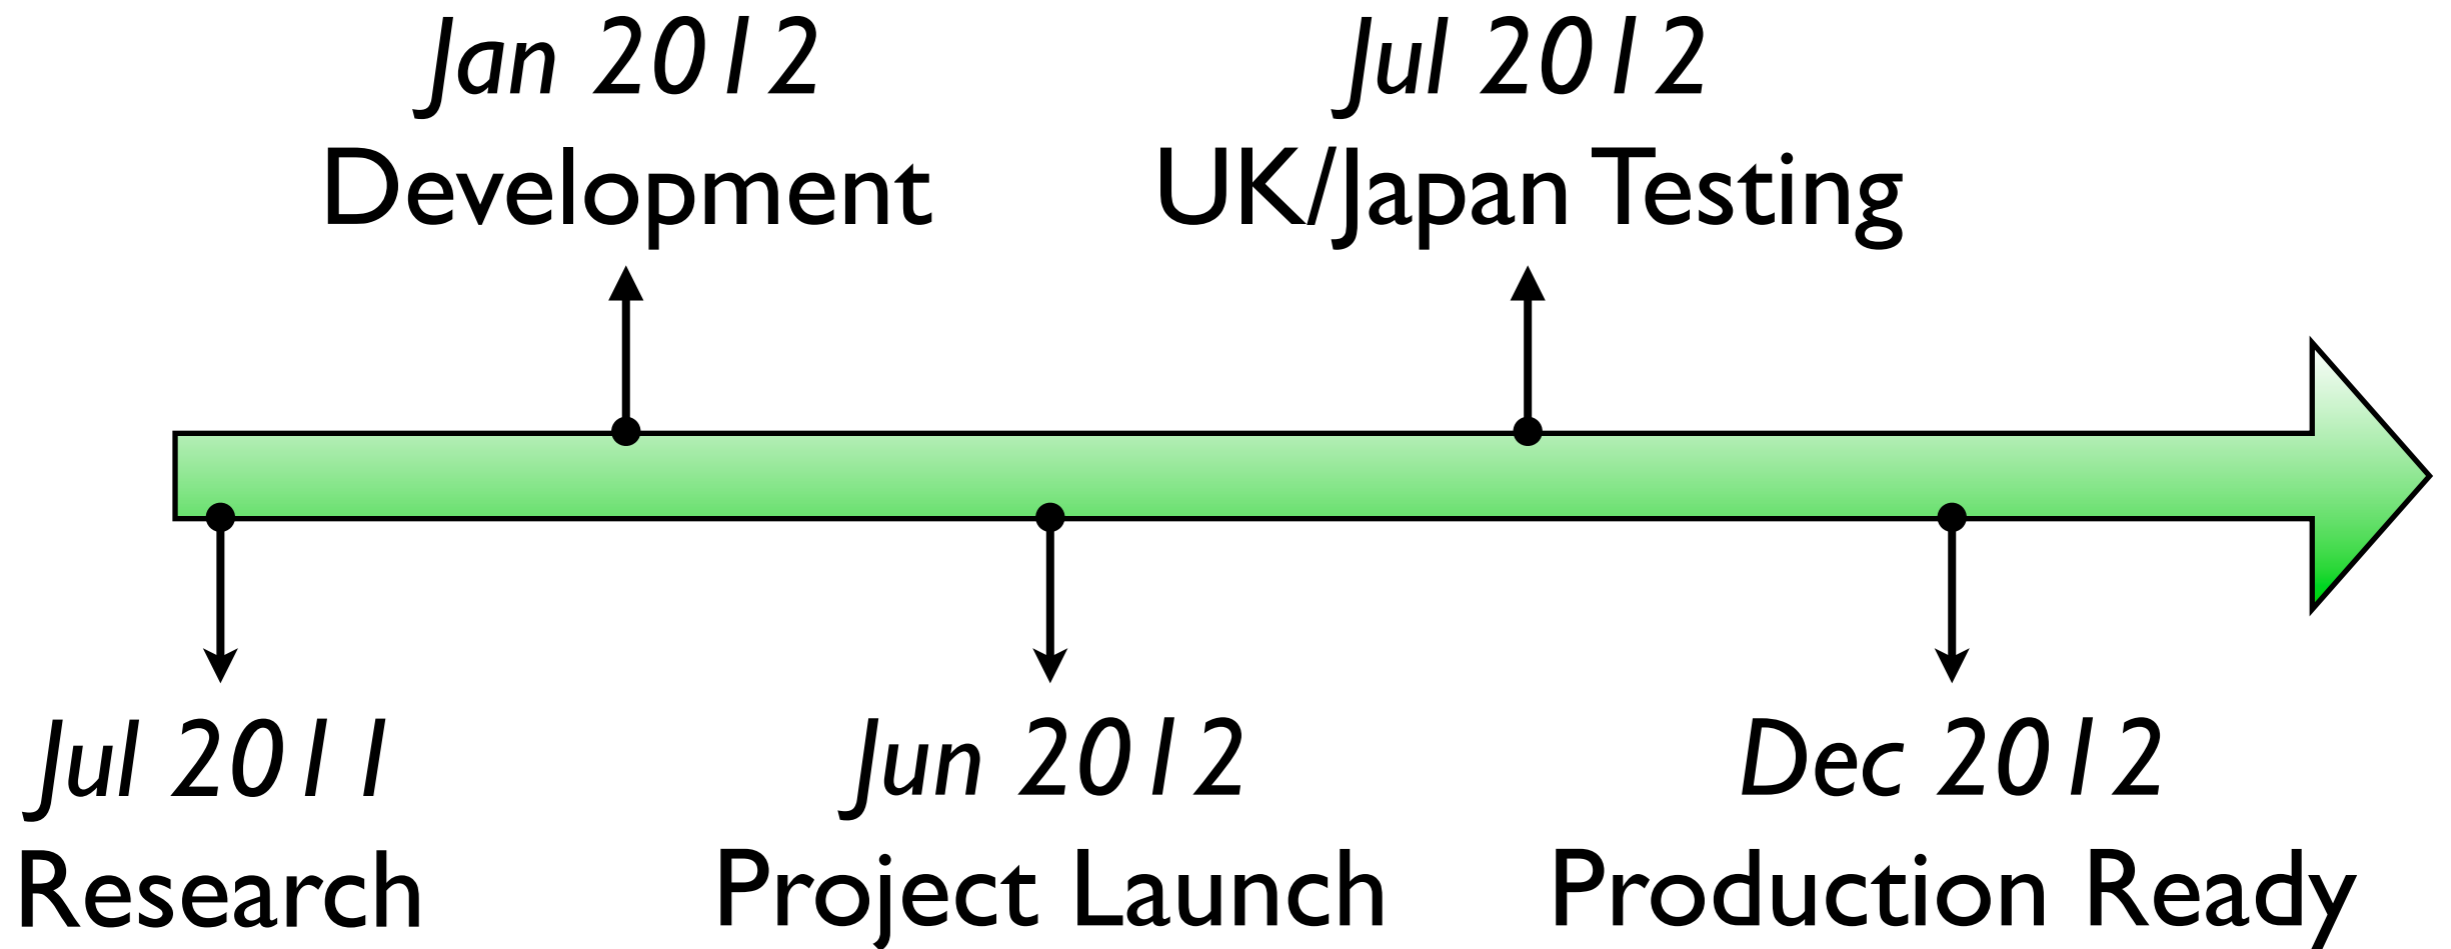 Jan 2012
Development
Jul 2012
UK/Japan Testing
Jul 2011
Research
Jun 2012
Project Launch
Dec 2012
Production Ready